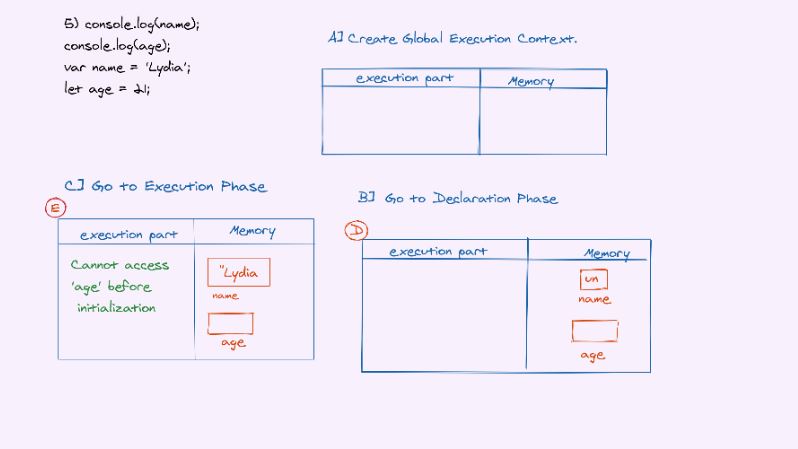 5) console.log(name);
console.log(age);
var name = 'Lydia';
let age = 21;
A] Create Global Execution Context.
execution part
Memory
B] Go to Declaration Phase
D
execution part
Memory
un
name
age
C] Go to Execution Phase
E
execution part
Memory
Cannot access
'age' before
initialization
"Lydia
name
age